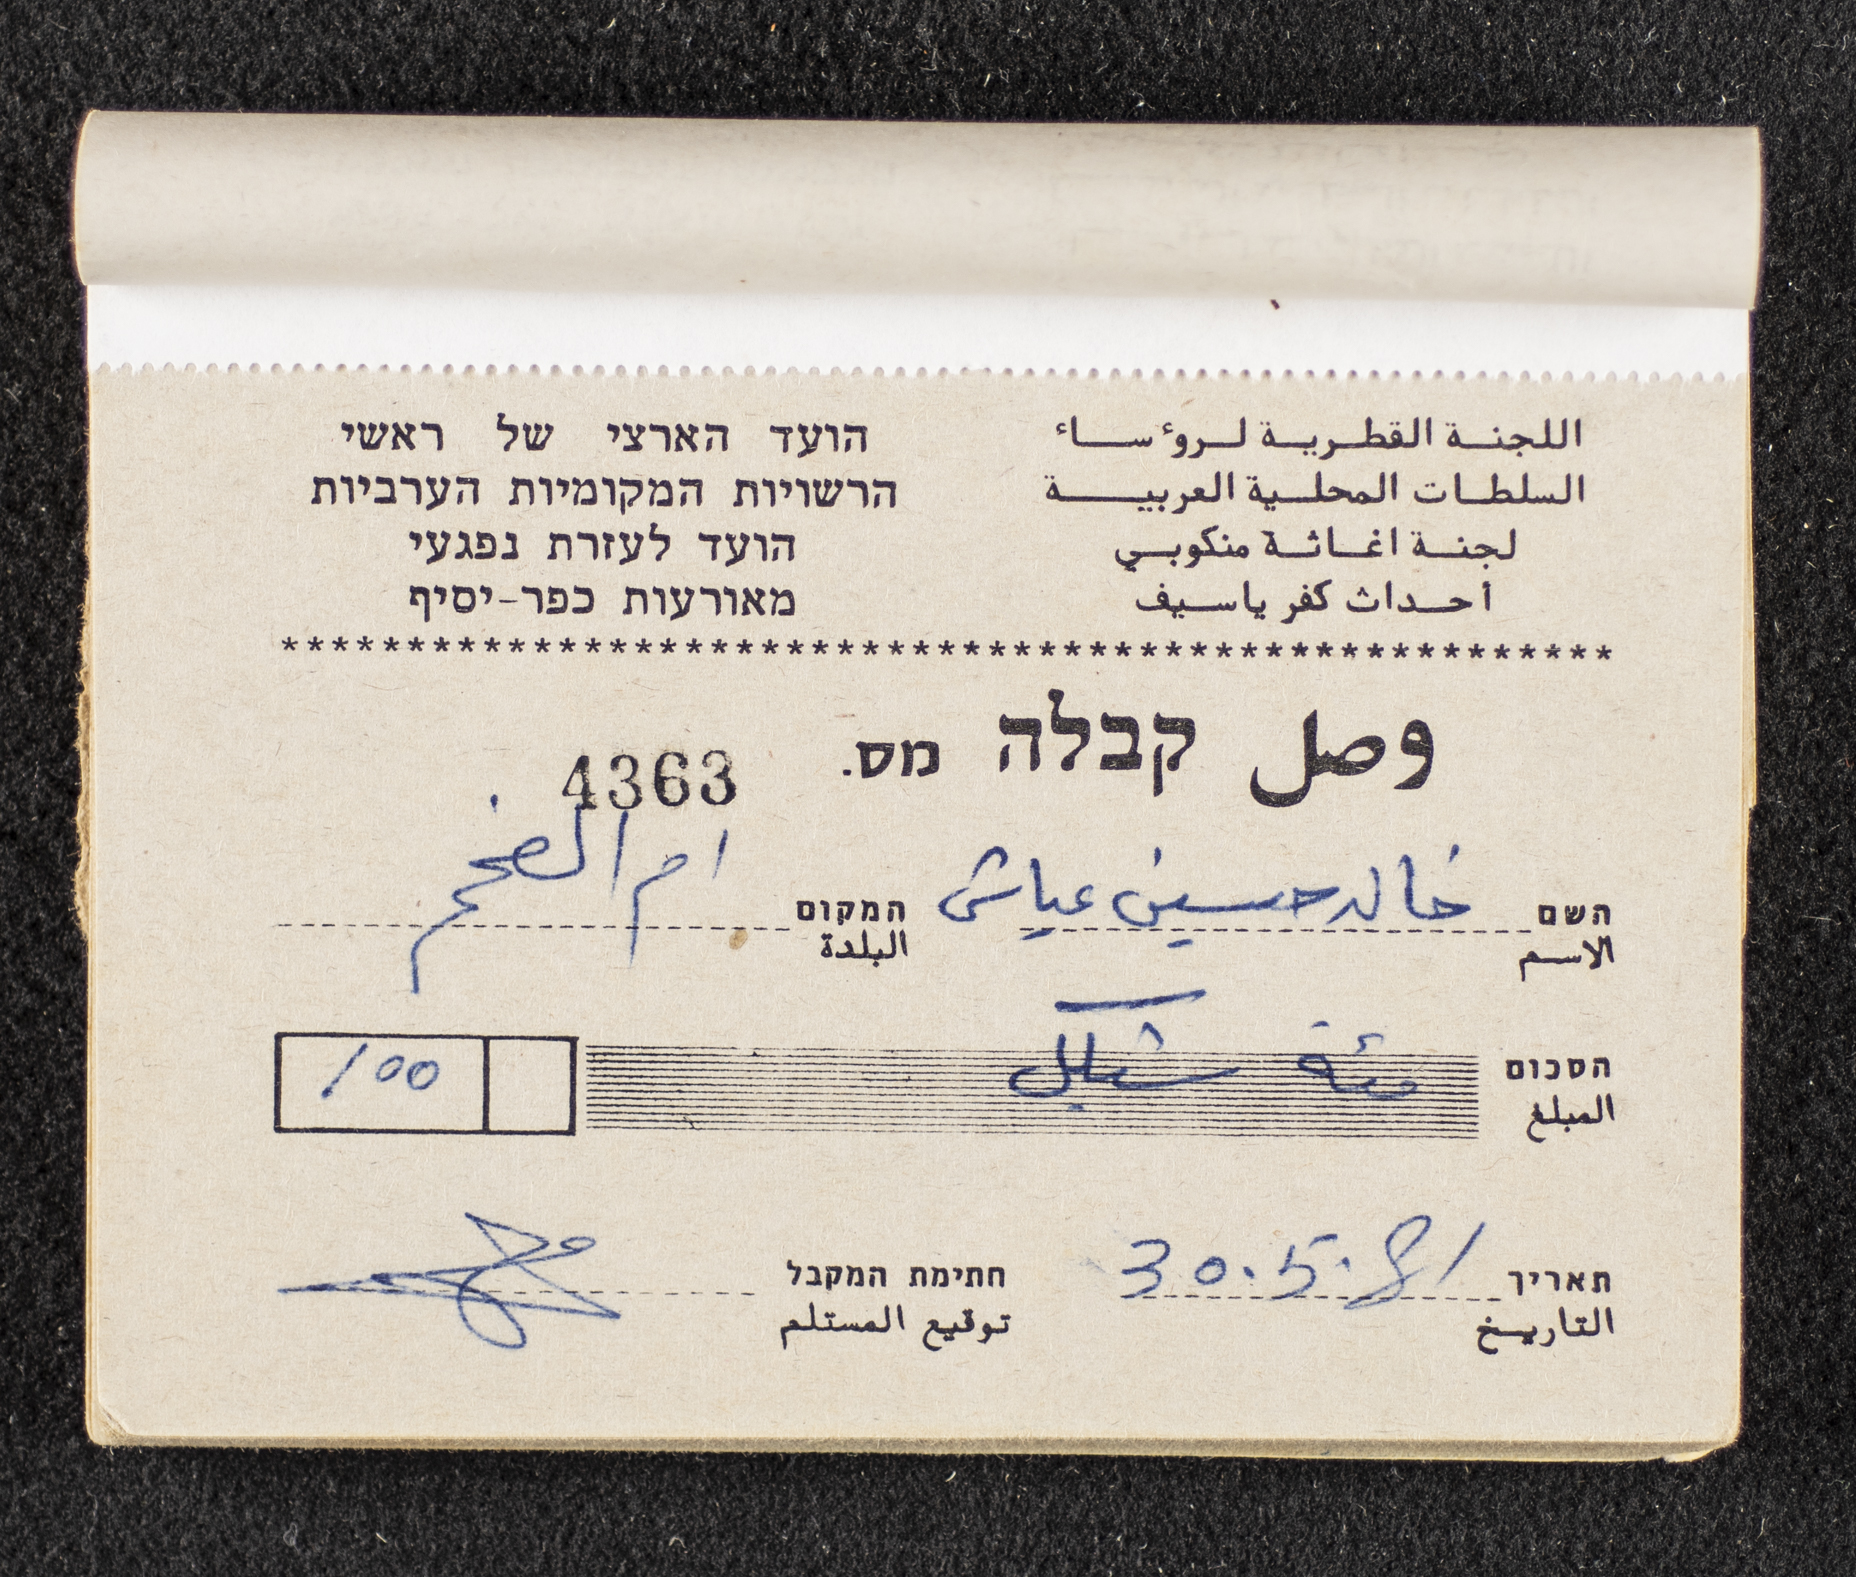 اللجنة القطرية لروءساء
السلطات المحلية العربية
لجنة اغاثة منكوبي
أحداث كفر ياسيف
הועד הארצי של ראשי
הרשויות המקומיות הערביות
הועד לעזרת נפגעי
מאורעות כפר-יסיף
****************************************************
وصل קבלה מס. 4363
השם خالد حسين عياش המקום ام الفحم
الاسم البلدة
הסכום مئة شيكل 100/
المبلغ
תאריך 30.5.81/ חתימת המקבל
التاريخ توقيع المستلم